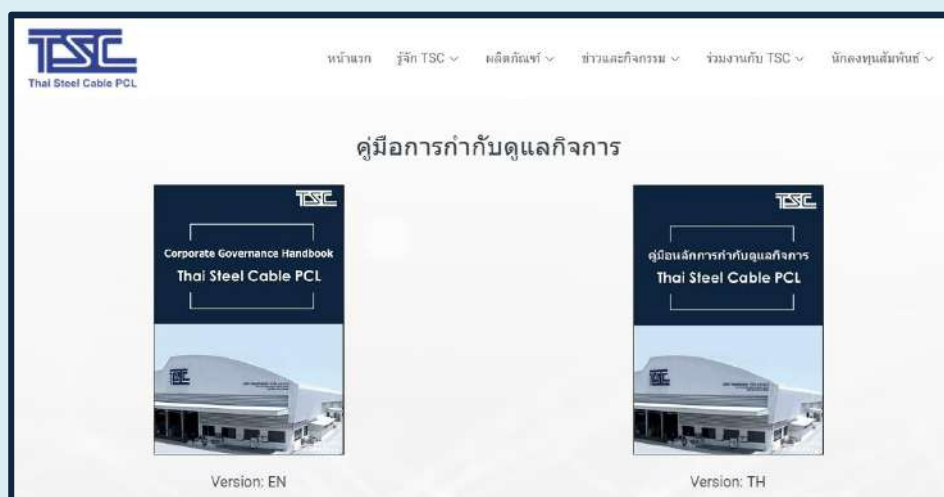 TSC
Thai Steel Cable PCL
หน้าแรก รู้จัก TSC ผลิตภัณฑ์ ข่าวและกิจกรรม ร่วมงานกับ TSC นักลงทุนสัมพันธ์
คู่มือการกำกับดูแลกิจการ
TSC
Corporate Governance Handbook
Thai Steel Cable PCL
TSC
Version: EN
TSC
คู่มือหลักการกำกับดูแลกิจการ
Thai Steel Cable PCL
TSC
Version: TH